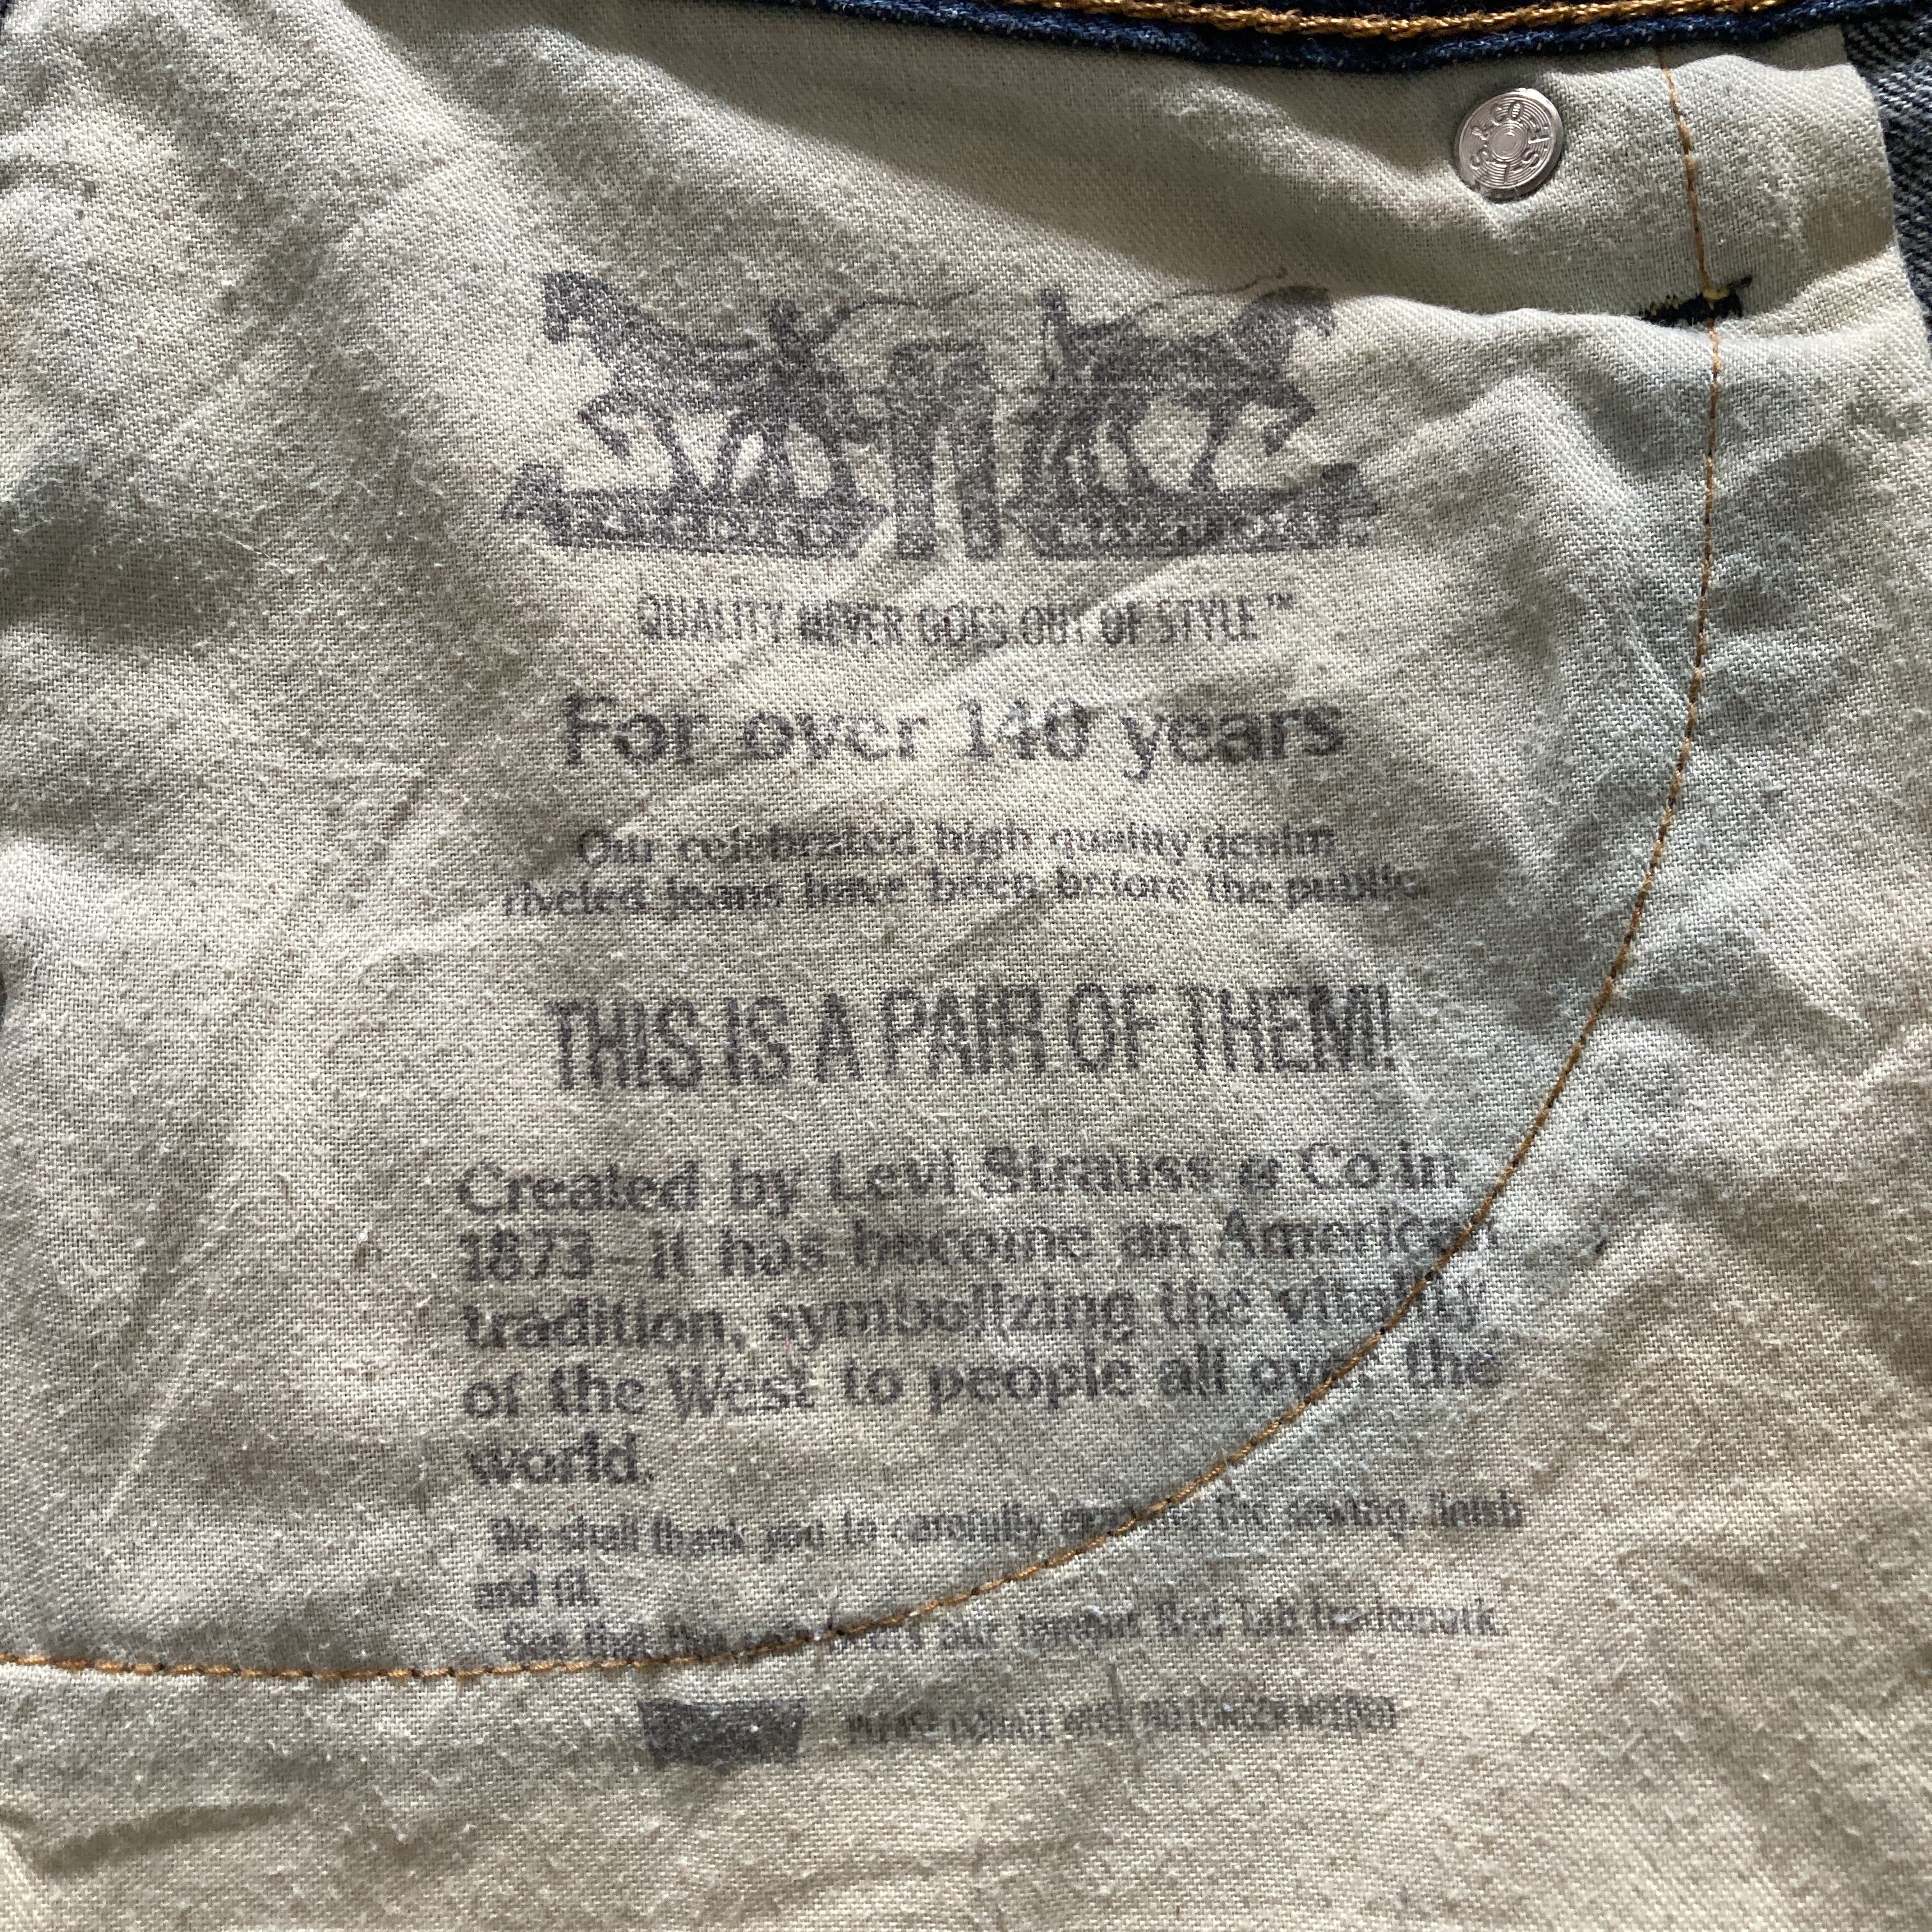 QUALITY NEVER GOES OUT OF STYLE™
For over 140 years
Our celebrated high quality denim
riveted jeans have been before the public
THIS IS A PAIR OF THEM!
Created by Levi Strauss & Co in
1873– it has become an American
tradition, symbolizing the vitality
of the West to people all over the
world.
We shall thank you to carefully examine the sewing, finish
and fit.
See that this bears our Red Tab trademark